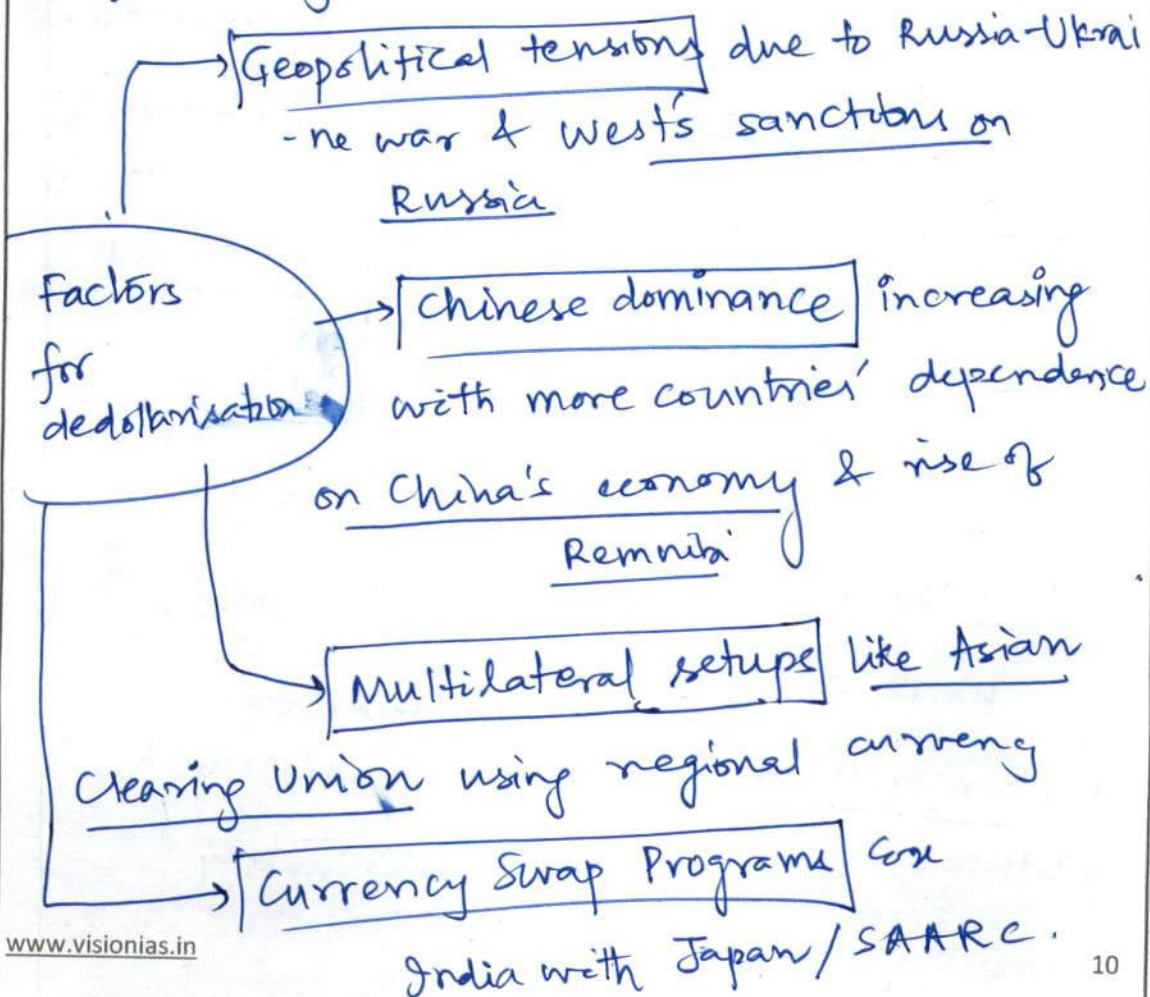 Geopolitical tensions due to Russia-Ukrai
-ne war & West's sanctions on
Russia
Factors
for
dedollarisation
Chinese dominance increasing
with more countries' dependence
on China's economy & rise of
Remnibi
Multilateral setups like Asian
Clearing Union using regional
Currency Swap Programs
India with Japan/SAARC.
www.visionias.in
10